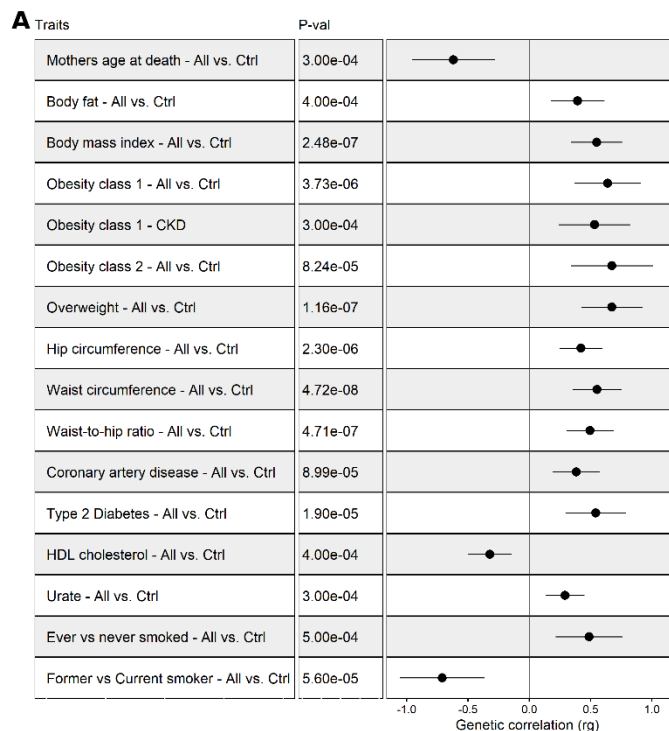 A
Traits P-val
Mothers age at death - All vs. Ctrl 3.00e-04
Body fat - All vs. Ctrl 4.00e-04
Body mass index - All vs. Ctrl 2.48e-07
Obesity class 1 - All vs. Ctrl 3.73e-06
Obesity class 1 - CKD 3.00e-04
Obesity class 2 - All vs. Ctrl 8.24e-05
Overweight - All vs. Ctrl 1.16e-07
Hip circumference - All vs. Ctrl 2.30e-06
Waist circumference - All vs. Ctrl 4.72e-08
Waist-to-hip ratio - All vs. Ctrl 4.71e-07
Coronary artery disease - All vs. Ctrl 8.99e-05
Type 2 Diabetes - All vs. Ctrl 1.90e-05
HDL cholesterol - All vs. Ctrl 4.00e-04
Urate - All vs. Ctrl 3.00e-04
Ever vs never smoked - All vs. Ctrl 5.00e-04
Former vs Current smoker - All vs. Ctrl 5.60e-05
-1.0 -0.5 0.0 0.5 1.0
Genetic correlation (rg)